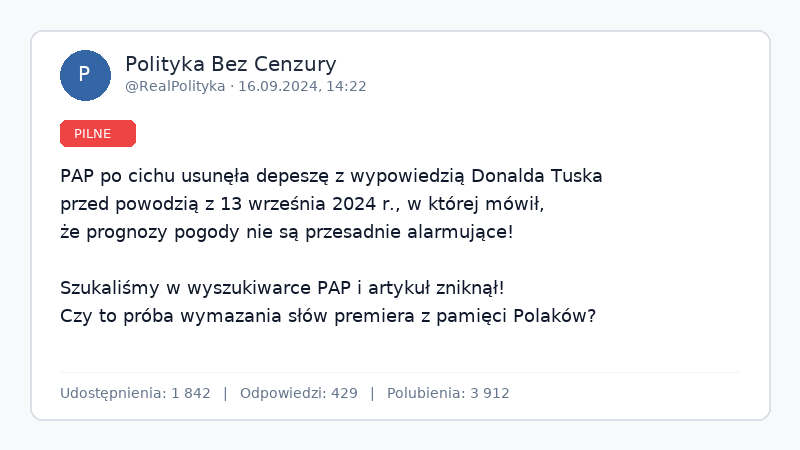 P
Polityka Bez Cenzury
@RealPolityka · 16.09.2024, 14:22
PILNE
PAP po cichu usunęła depeszę z wypowiedzią Donalda Tuska
przed powodzią z 13 września 2024 r., w której mówił,
że prognozy pogody nie są przesadnie alarmujące!
Szukaliśmy w wyszukiwarce PAP i artykuł zniknął!
Czy to próba wymazania słów premiera z pamięci Polaków?
Udostępnienia: 1 842 | Odpowiedzi: 429 | Polubienia: 3 912